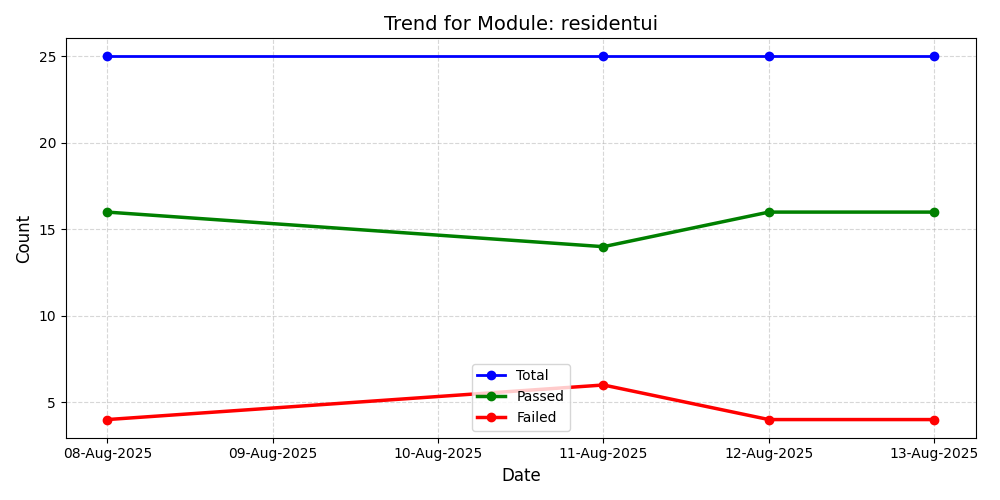 Trend for Module: residentui
Count
25
20
15
10
5
Total
Passed
Failed
08-Aug-2025 09-Aug-2025 10-Aug-2025 11-Aug-2025 12-Aug-2025 13-Aug-2025
Date